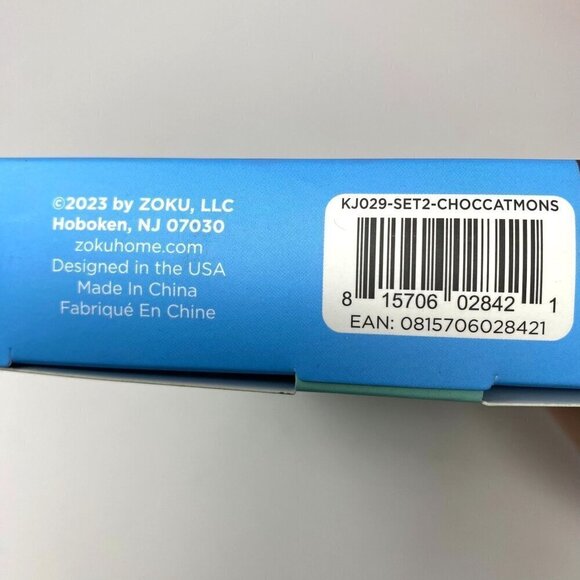 ©2023 by ZOKU, LLC
Hoboken, NJ 07030
zokuhome.com
Designed in the USA
Made In China
Fabriqué En Chine
KJ029-SET2-CHOCCATMONS
8 15706 02842 1
EAN: 0815706028421